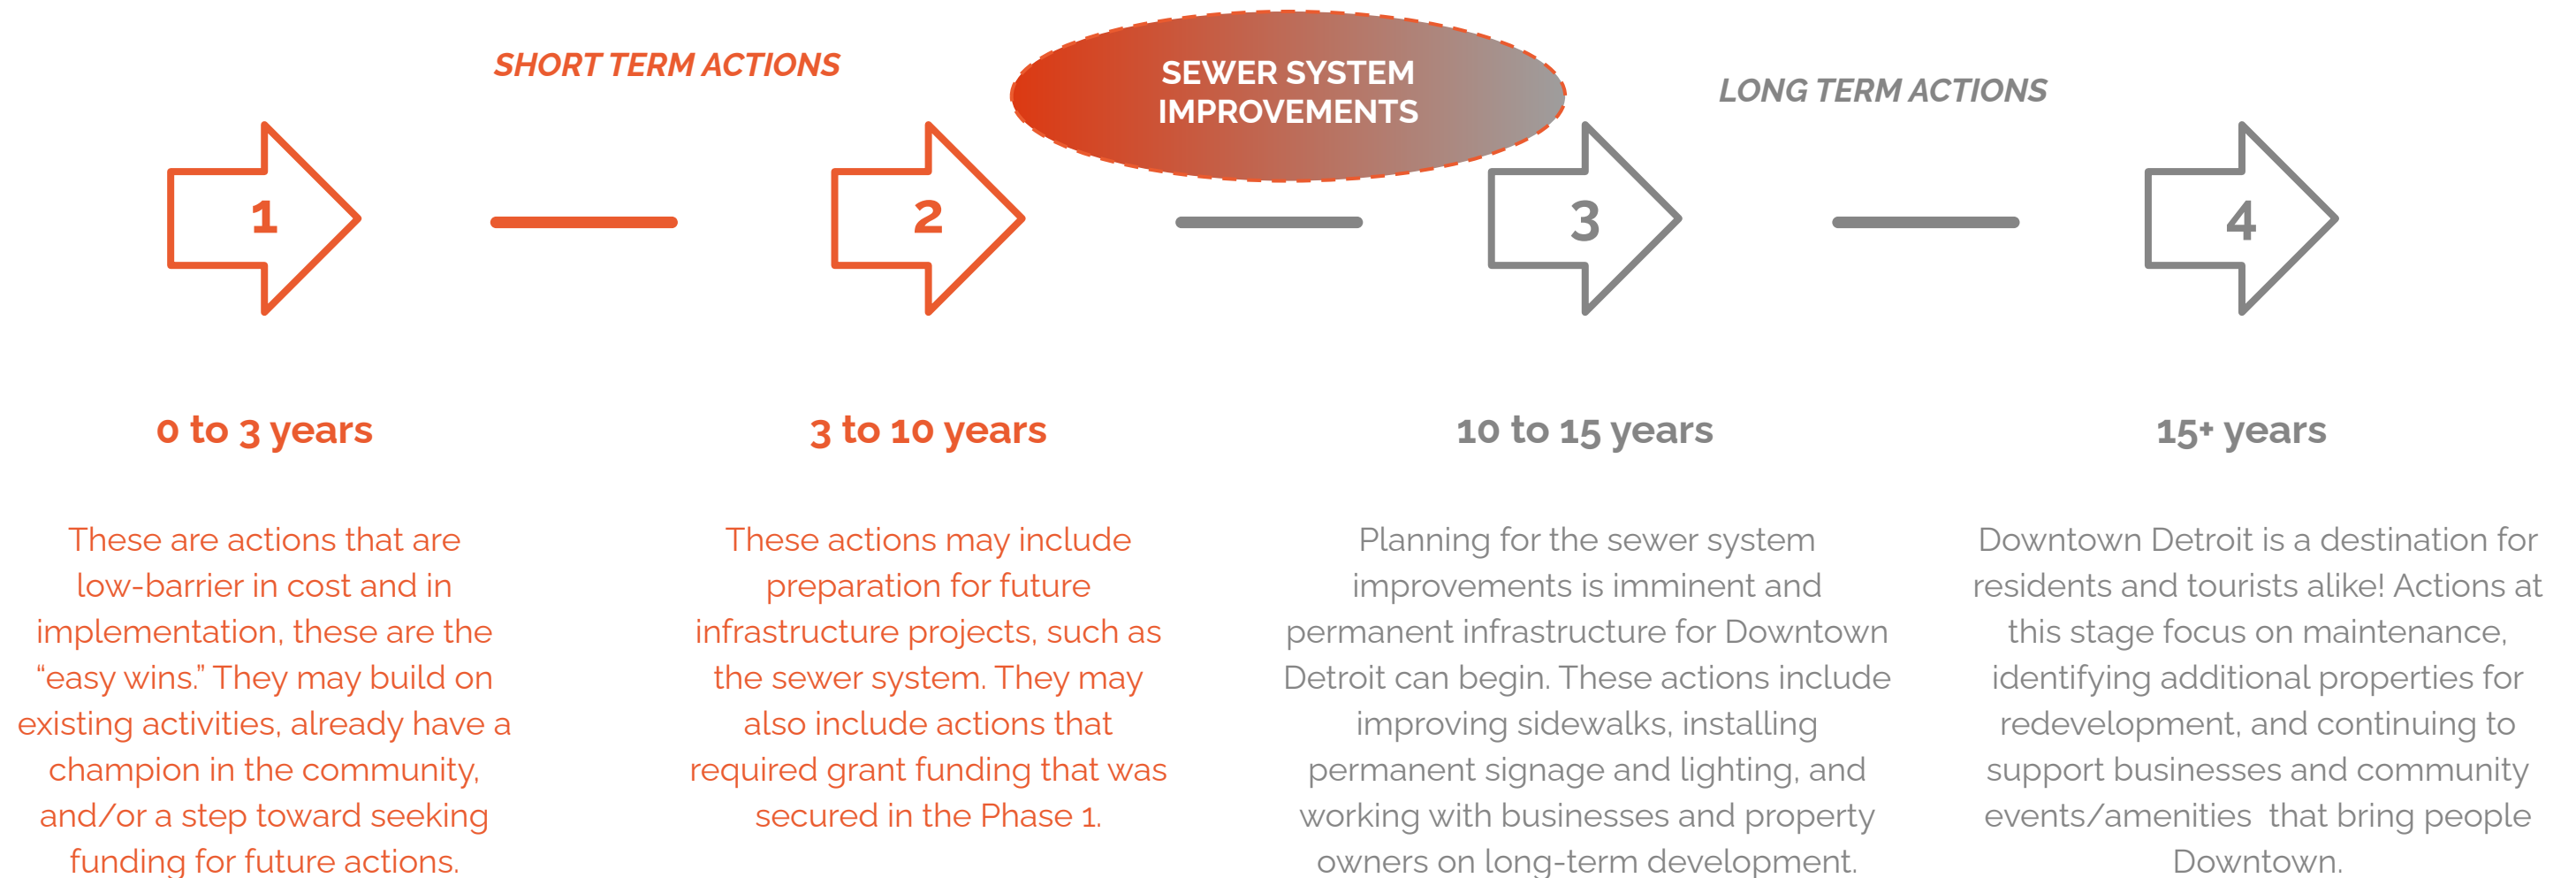 SHORT TERM ACTIONS
SEWER SYSTEM
IMPROVEMENTS
LONG TERM ACTIONS
1
2
3
4
0 to 3 years
These are actions that are
low-barrier in cost and in
implementation, these are the
“easy wins.” They may build on
existing activities, already have a
champion in the community,
and/or a step toward seeking
funding for future actions.
3 to 10 years
These actions may include
preparation for future
infrastructure projects, such as
the sewer system. They may
also include actions that
required grant funding that was
secured in the Phase 1.
10 to 15 years
Planning for the sewer system
improvements is imminent and
permanent infrastructure for Downtown
Detroit can begin. These actions include
improving sidewalks, installing
permanent signage and lighting, and
working with businesses and property
owners on long-term development.
15+ years
Downtown Detroit is a destination for
residents and tourists alike! Actions at
this stage focus on maintenance,
identifying additional properties for
redevelopment, and continuing to
support businesses and community
events/amenities  that bring people
Downtown.